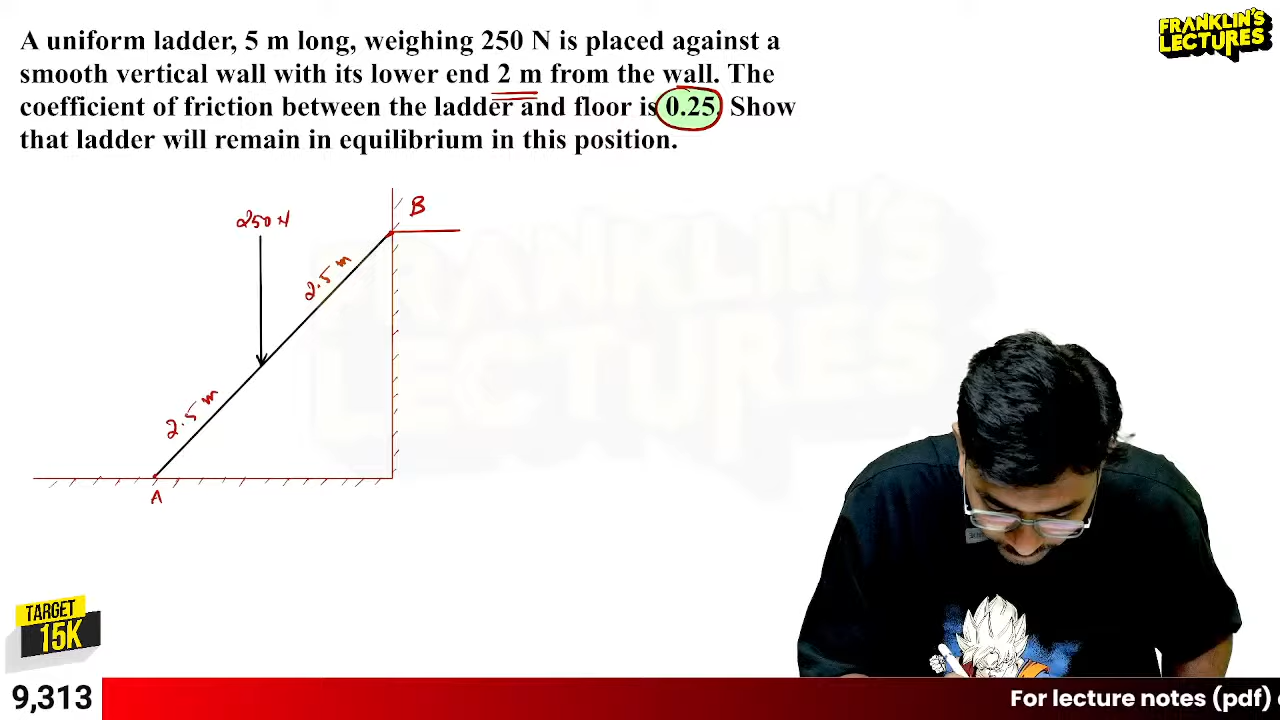 FRANKLIN'S
LECTURES
A uniform ladder, 5 m long, weighing 250 N is placed against a
smooth vertical wall with its lower end 2 m from the wall. The
coefficient of friction between the ladder and floor is 0.25. Show
that ladder will remain in equilibrium in this position.
250 N
B
2.5 m
2.5 m
A
FRANKLIN'S
LECTURES
TARGET
15K
9,313
For lecture notes (pdf)